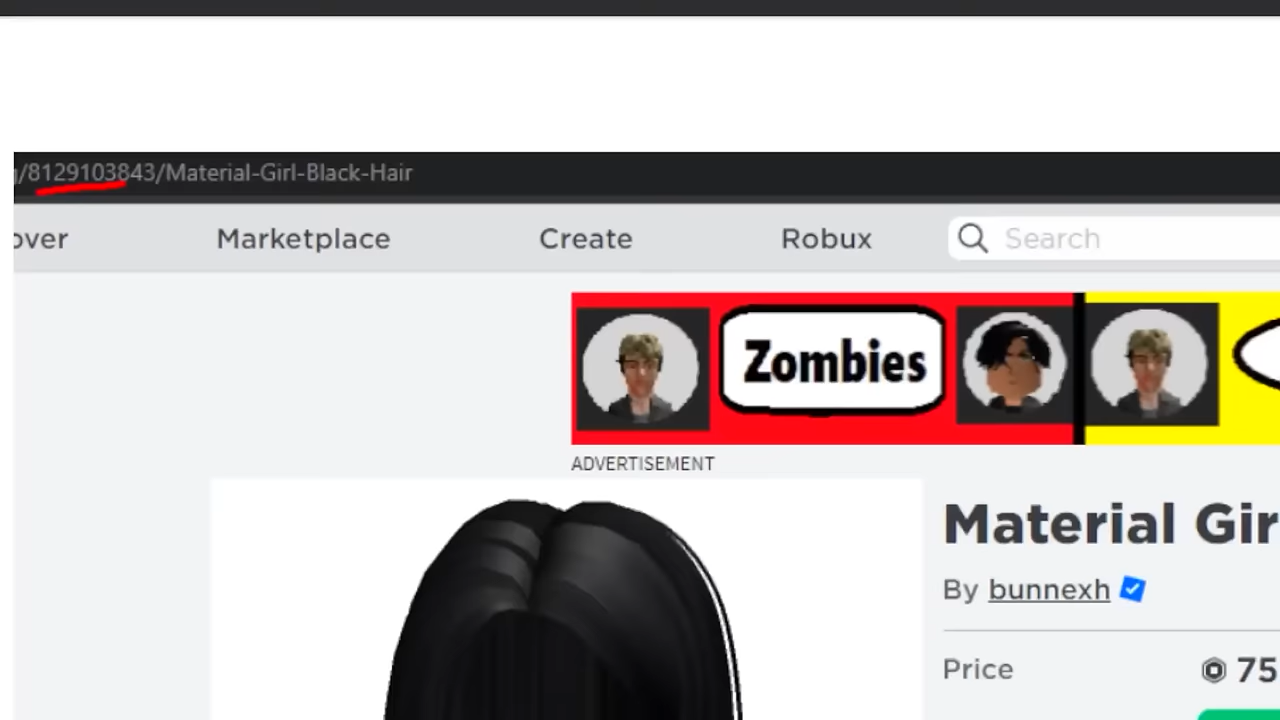 /8129103843/Material-Girl-Black-Hair
over Marketplace Create Robux Search
Zombies
ADVERTISEMENT
Material Gir
By bunnexh
Price 75